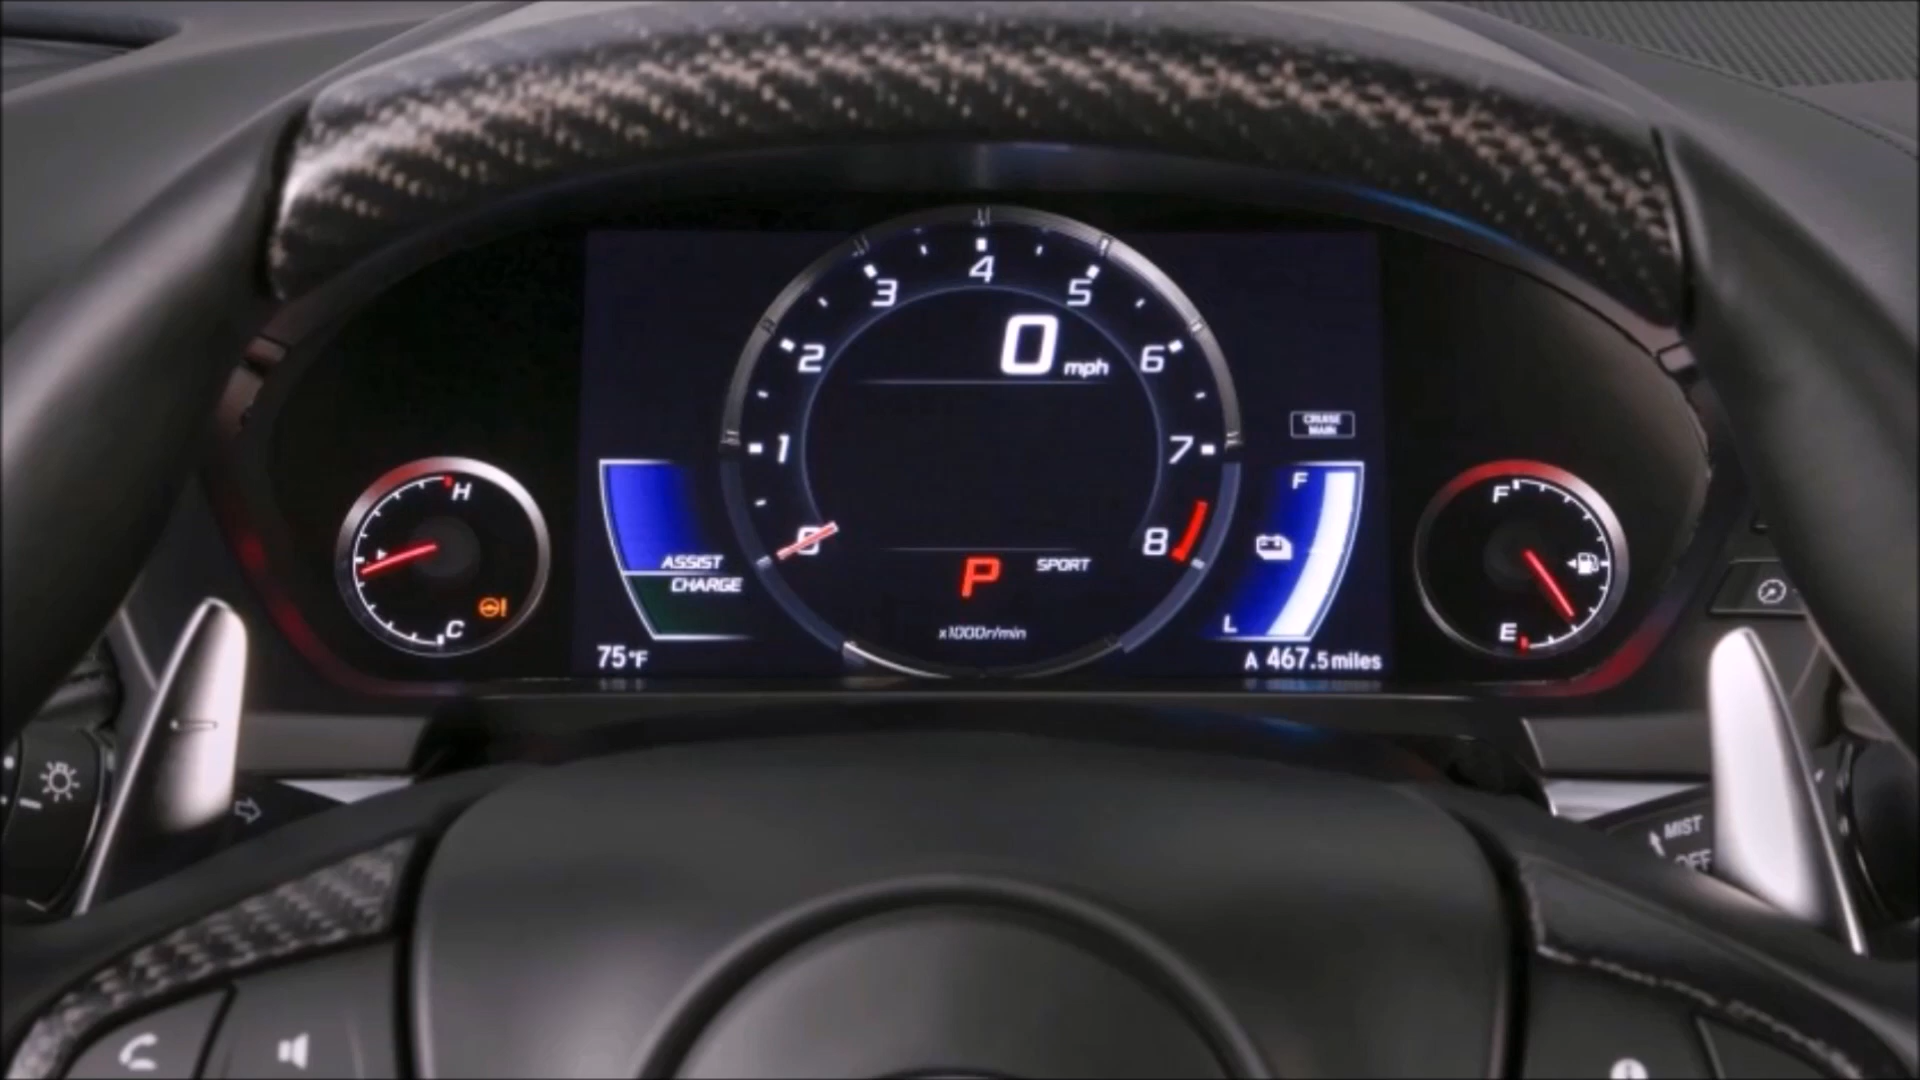 4
3
5
0 mph
2
6
CRUISE
MAIN
1
7
F
H
F
0
8
ASSIST
CHARGE
P
SPORT
L
E
C
x1000r/min
75°F
A 467.5 miles
MIST
OFF